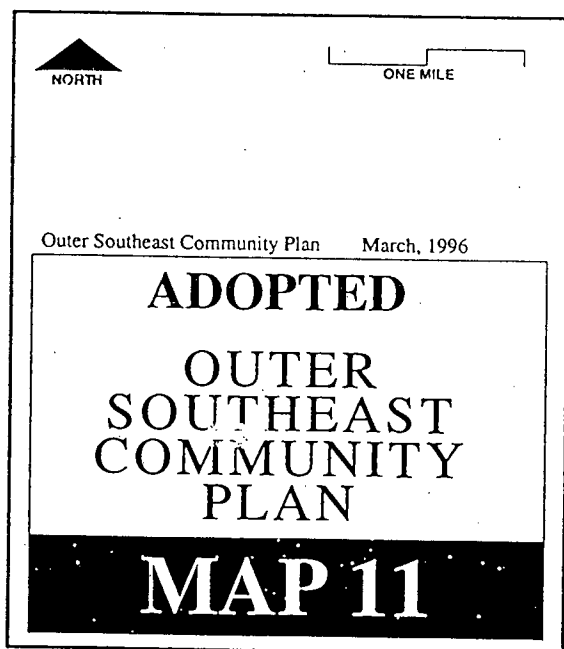 NORTH
ONE MILE
Outer Southeast Community Plan March, 1996
ADOPTED
OUTER
SOUTHEAST
COMMUNITY
PLAN
MAP 11